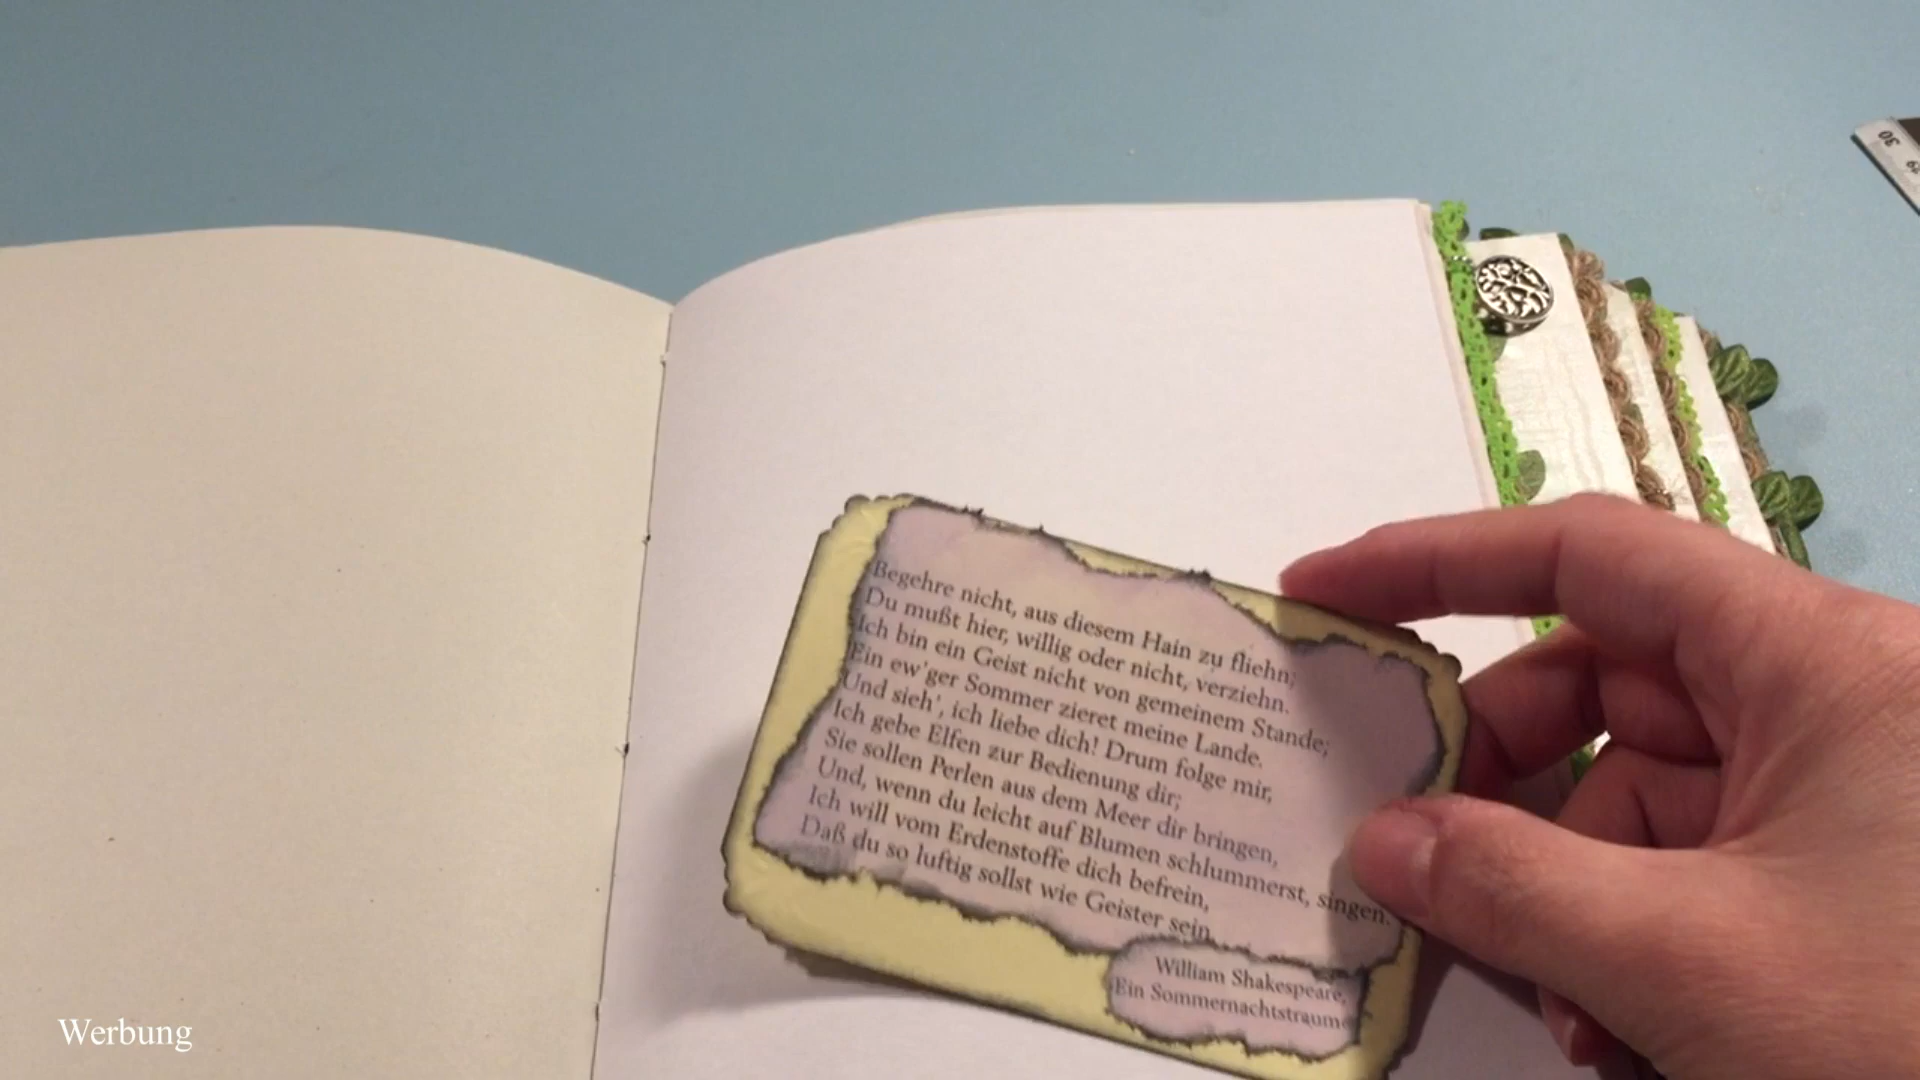 30
Begehre nicht, aus diesem Hain zu fliehn;
Du mußt hier, willig oder nicht, verziehn.
Ich bin ein Geist nicht von gemeinem Stande;
Ein ew'ger Sommer zieret meine Lande.
Und sieh', ich liebe dich! Drum folge mir,
Ich gebe Elfen zur Bedienung dir;
Sie sollen Perlen aus dem Meer dir bringen,
Und, wenn du leicht auf Blumen schlummerst, singen.
Ich will vom Erdenstoffe dich befrein,
Daß du so luftig sollst wie Geister sein.
William Shakespeare,
Ein Sommernachtstraum
Werbung